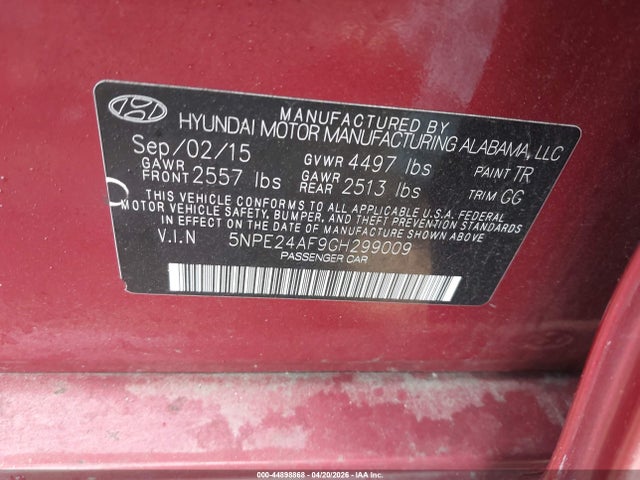 MANUFACTURED BY
HYUNDAI MOTOR MANUFACTURING ALABAMA, LLC
Sep/02/15 GVWR 4497 lbs PAINT TR
GAWR FRONT 2557 lbs GAWR REAR 2513 lbs TRIM GG
THIS VEHICLE CONFORMS TO ALL APPLICABLE U.S.A. FEDERAL
MOTOR VEHICLE SAFETY, BUMPER, AND THEFT PREVENTION STANDARDS
IN EFFECT ON THE DATE OF MANUFACTURE SHOWN ABOVE.
V.I.N 5NPE24AF9GH299009
PASSENGER CAR
000-44898868 - 04/20/2026 - IAA Inc.